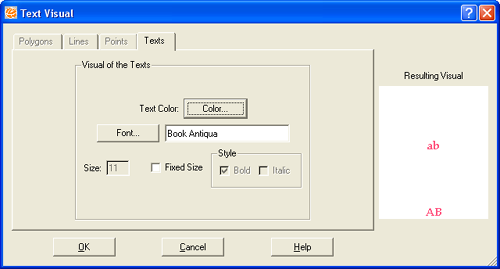 Text Visual
Polygons Lines Points Texts
Visual of the Texts
Resulting Visual
Text Color: Color...
Font... Book Antiqua
Style
Size: 11 Fixed Size Bold Italic
ab
AB
OK Cancel Help